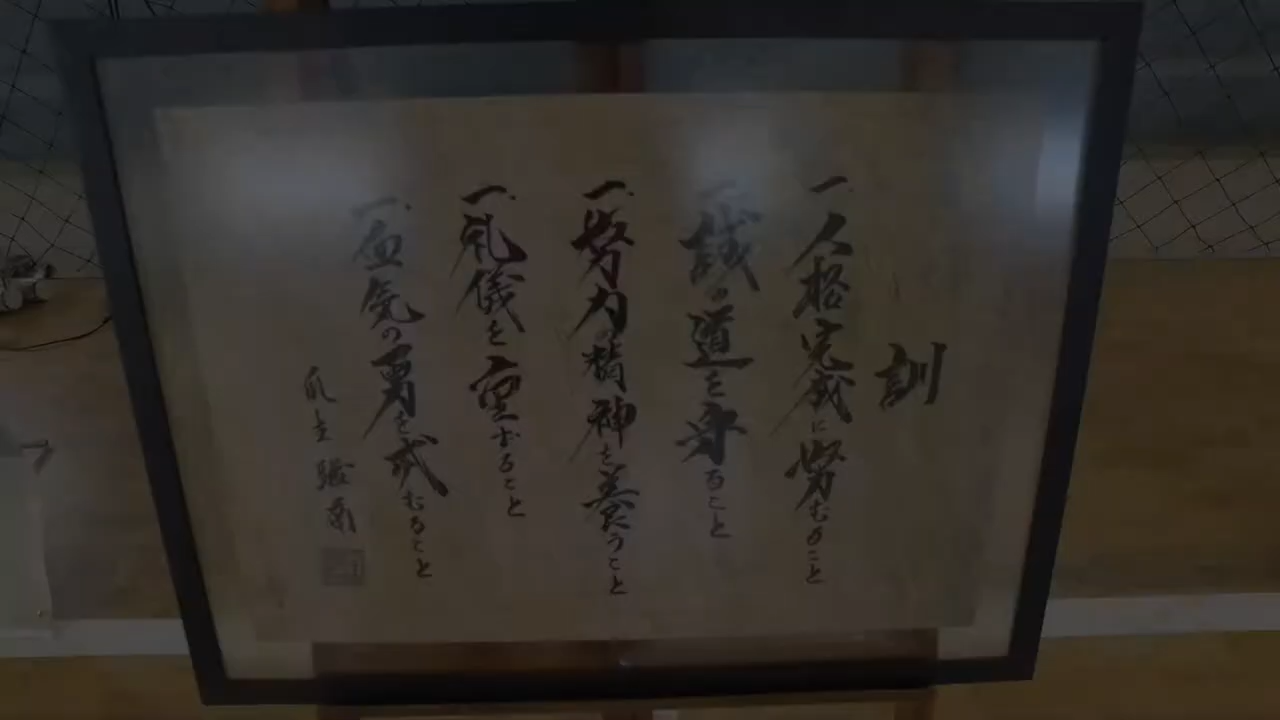 訓
一、人格完成に努むること
一、誠の道を守ること
一、努力の精神を養うこと
一、礼儀を重ずること
一、血気の勇を戒むること